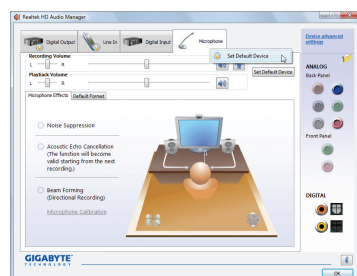 Realtek HD Audio Manager
Digital Output
Line In
Digital Input
Microphone
Device advanced
settings
Set Default Device
Recording Volume
L
R
Set Default Device
Playback Volume
L
R
ANALOG
Back Panel
Microphone Effects
Default Format
Noise Suppression
Acoustic Echo Cancellation
(The function will become
valid starting from the next
recording.)
Beam Forming
(Directional Recording)
Microphone Calibration
Front Panel
DIGITAL
GIGABYTE
TECHNOLOGY
OK